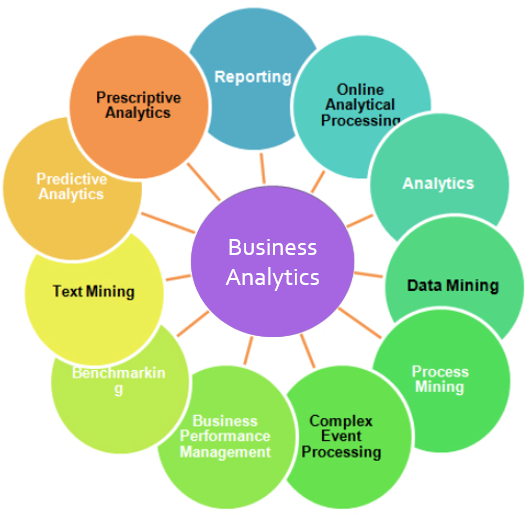 Reporting
Online
Analytical
Processing
Analytics
Data Mining
Process
Mining
Complex
Event
Processing
Business
Performance
Management
Benchmarkin
g
Text Mining
Predictive
Analytics
Prescriptive
Analytics
Business
Analytics